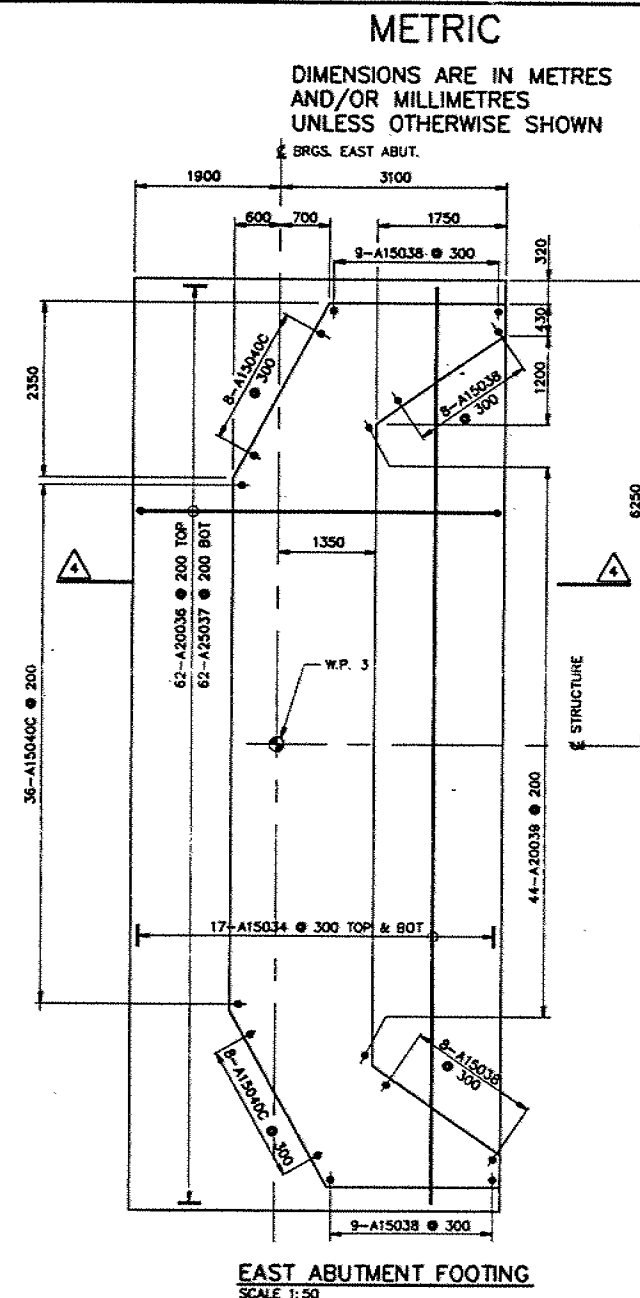 METRIC
DIMENSIONS ARE IN METRES
AND/OR MILLIMETRES
UNLESS OTHERWISE SHOWN
℄ BRGS. EAST ABUT.
1900
3100
600
700
1750
9-A15038 @ 300
320
430
1200
2350
8-A15040C
@ 300
8-A15038
@ 300
6250
1350
4
4
62-A20036 @ 200 TOP
62-A25037 @ 200 BOT
36-A15040C @ 200
W.P. 3
℄ STRUCTURE
44-A20039 @ 200
17-A15034 @ 300 TOP & BOT
8-A15040C
@ 300
8-A15038
@ 300
9-A15038 @ 300
EAST ABUTMENT FOOTING
SCALE 1:50